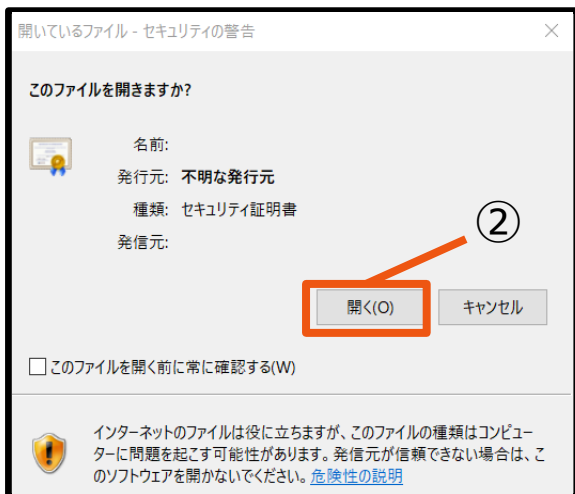 開いているファイル - セキュリティの警告
このファイルを開きますか?
名前:
発行元: 不明な発行元
種類: セキュリティ証明書
発信元:
②
開く(O) キャンセル
このファイルを開く前に常に確認する(W)
インターネットのファイルは役に立ちますが、このファイルの種類はコンピュー
ターに問題を起こす可能性があります。発信元が信頼できない場合は、こ
のソフトウェアを開かないでください。危険性の説明